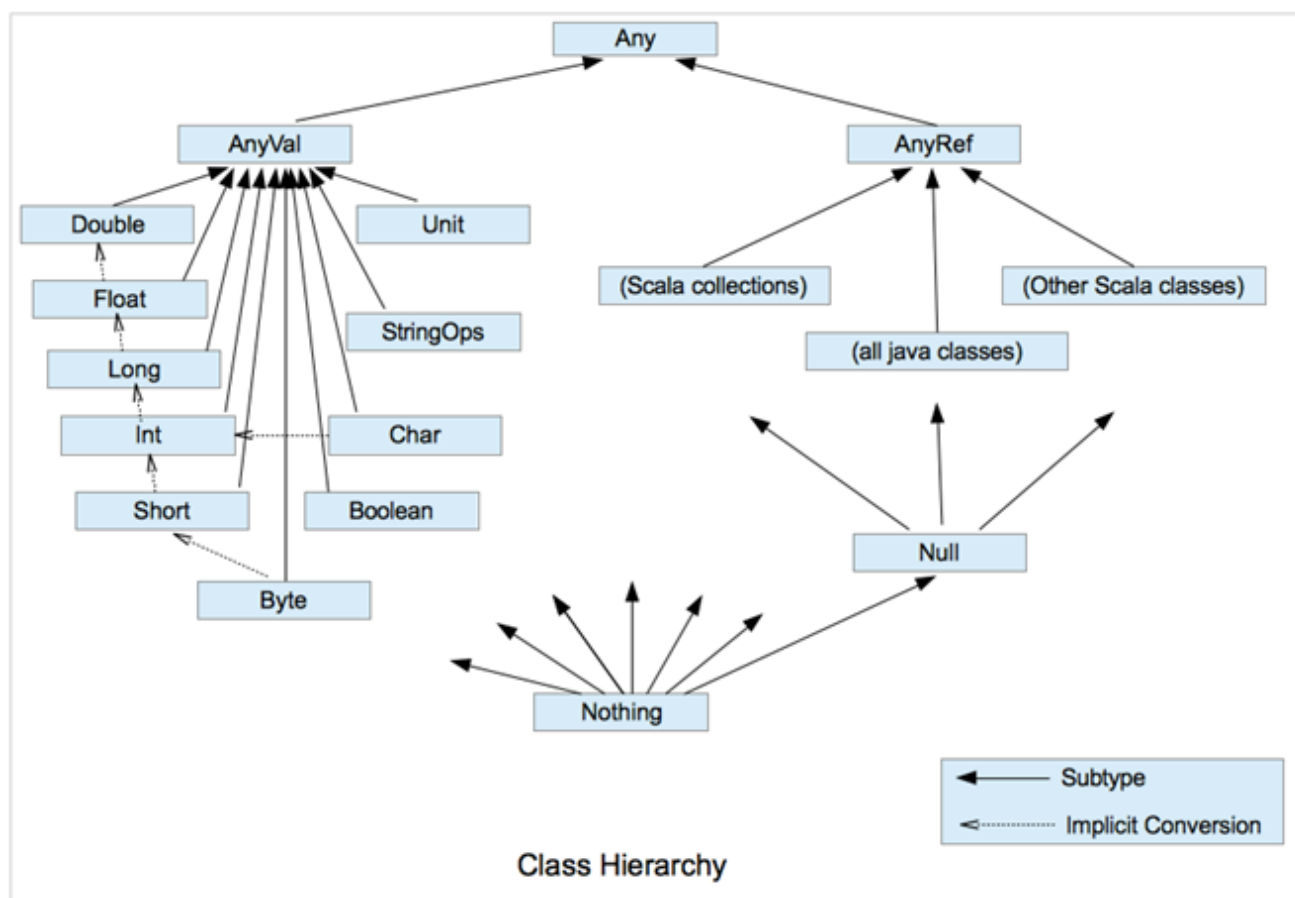 Any
AnyVal
AnyRef
Double
Unit
Float
(Scala collections)
(Other Scala classes)
StringOps
(all java classes)
Long
Int
Char
Short
Boolean
Null
Byte
Nothing
Subtype
Implicit Conversion
Class Hierarchy